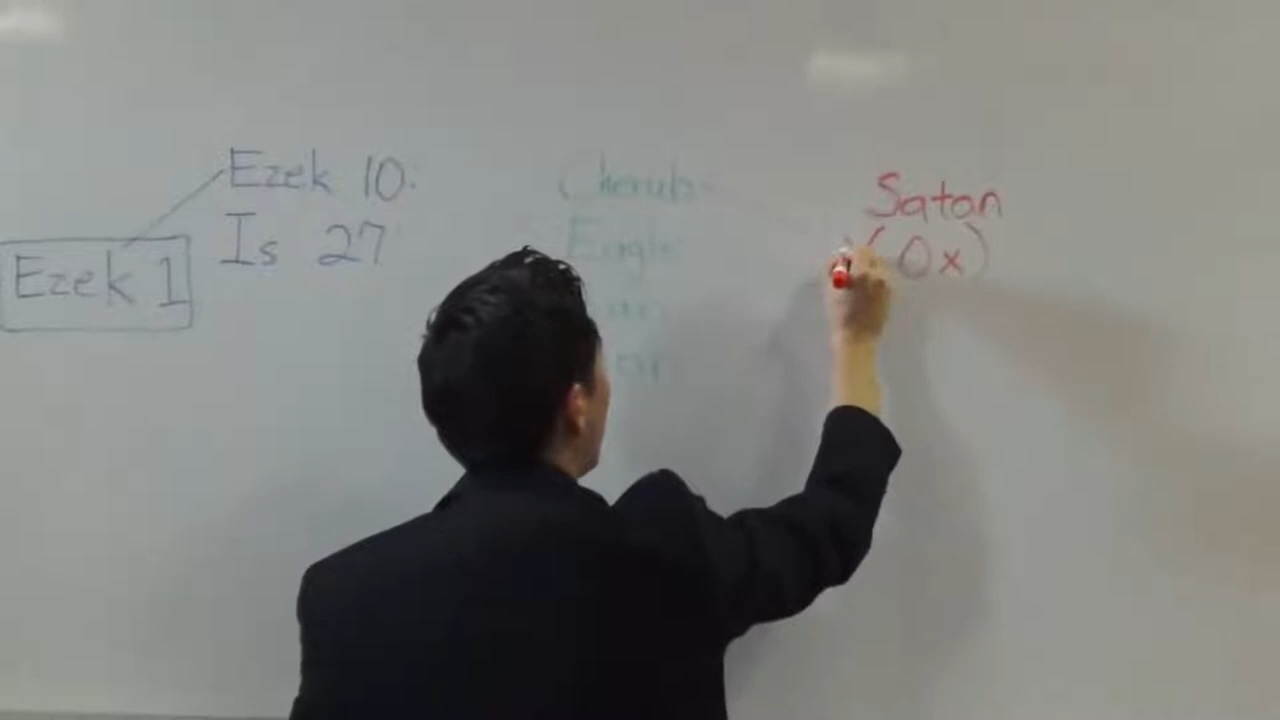 Ezek 10:
Is 27
Ezek 1
Cherub:
Eagle:
Satan
(Ox)